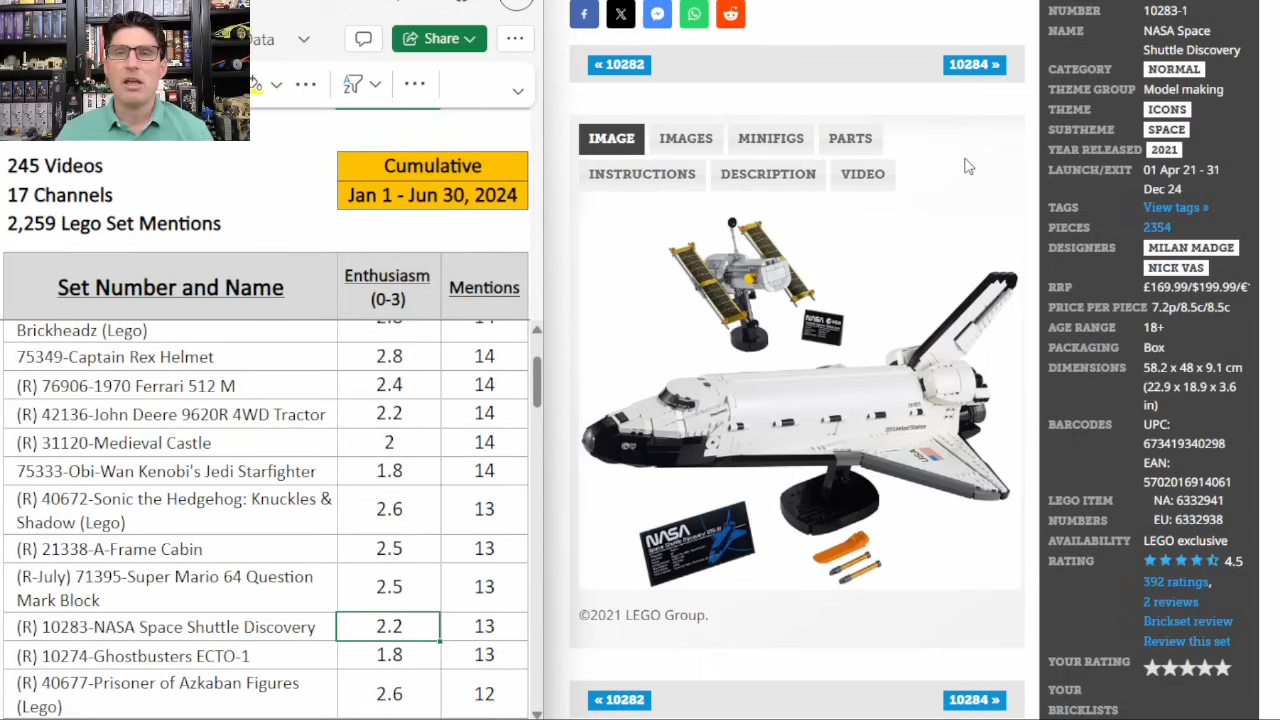 Data
Share
...
... ...
245 Videos
17 Channels
2,259 Lego Set Mentions
Cumulative
Jan 1 - Jun 30, 2024
Set Number and Name
Enthusiasm
(0-3)
Mentions
Brickheadz (Lego)
75349-Captain Rex Helmet 2.8 14
(R) 76906-1970 Ferrari 512 M 2.4 14
(R) 42136-John Deere 9620R 4WD Tractor 2.2 14
(R) 31120-Medieval Castle 2 14
75333-Obi-Wan Kenobi's Jedi Starfighter 1.8 14
(R) 40672-Sonic the Hedgehog: Knuckles &
Shadow (Lego) 2.6 13
(R) 21338-A-Frame Cabin 2.5 13
(R-July) 71395-Super Mario 64 Question
Mark Block 2.5 13
(R) 10283-NASA Space Shuttle Discovery 2.2 13
(R) 10274-Ghostbusters ECTO-1 1.8 13
(R) 40677-Prisoner of Azkaban Figures
(Lego) 2.6 12
« 10282 10284 »
IMAGE IMAGES MINIFIGS PARTS
INSTRUCTIONS DESCRIPTION VIDEO
NASA
United States
USA
NASA
Space Shuttle Discovery STS-31
©2021 LEGO Group.
« 10282 10284 »
NUMBER 10283-1
NAME NASA Space
Shuttle Discovery
CATEGORY NORMAL
THEME GROUP Model making
THEME ICONS
SUBTHEME SPACE
YEAR RELEASED 2021
LAUNCH/EXIT 01 Apr 21 - 31
Dec 24
TAGS View tags »
PIECES 2354
DESIGNERS MILAN MADGE
NICK VAS
RRP £169.99/$199.99/€
PRICE PER PIECE 7.2p/8.5c/8.5c
AGE RANGE 18+
PACKAGING Box
DIMENSIONS 58.2 x 48 x 9.1 cm
(22.9 x 18.9 x 3.6
in)
BARCODES UPC:
673419340298
EAN:
5702016914061
LEGO ITEM NA: 6332941
NUMBERS EU: 6332938
AVAILABILITY LEGO exclusive
RATING 4.5
392 ratings,
2 reviews
Brickset review
Review this set
YOUR RATING
YOUR
BRICKLISTS